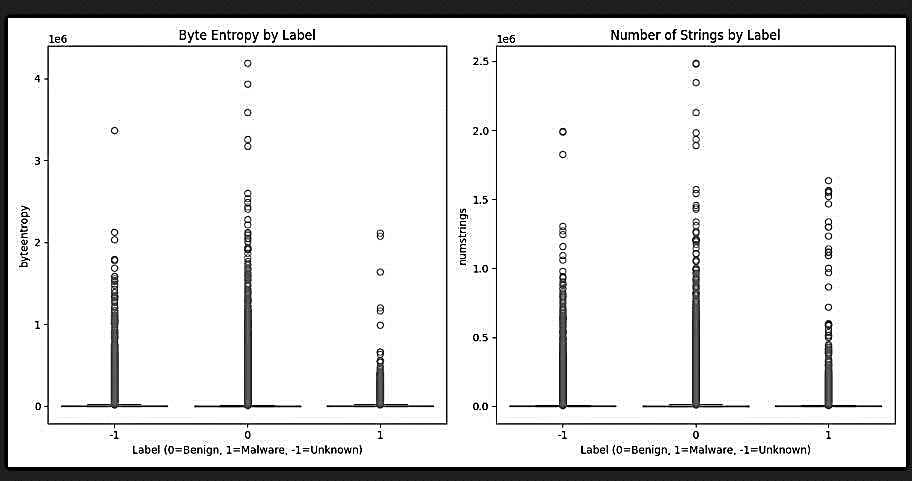 Byte Entropy by Label
1e6
4
3
2
1
0
byteentropy
-1
0
1
Label (0=Benign, 1=Malware, -1=Unknown)
Number of Strings by Label
1e6
2.5
2.0
1.5
1.0
0.5
0.0
numstrings
-1
0
1
Label (0=Benign, 1=Malware, -1=Unknown)